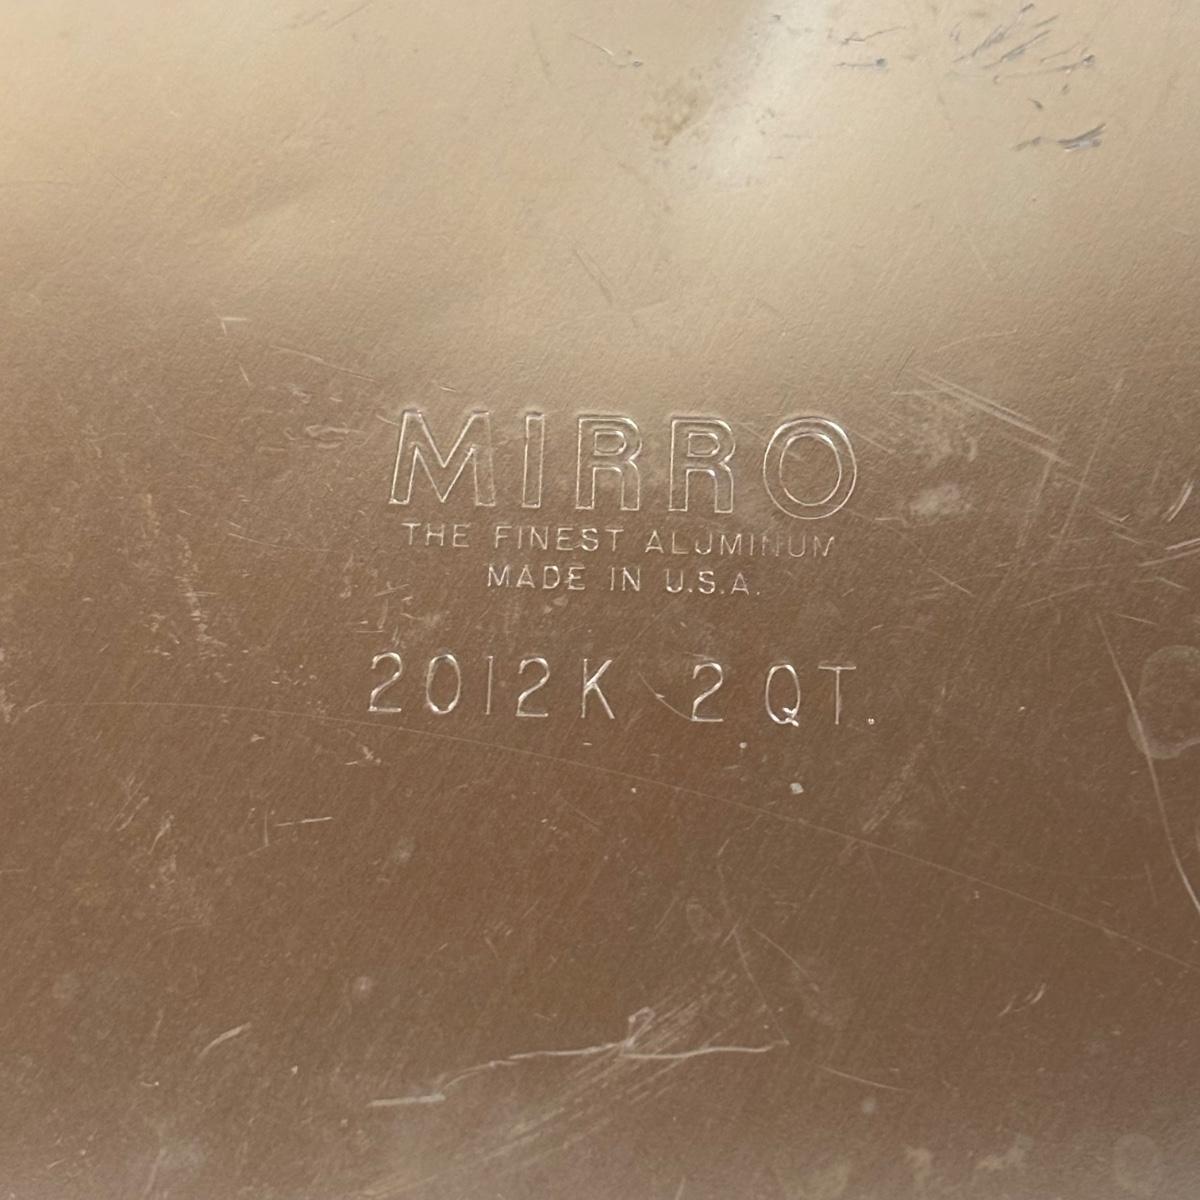 MIRRO
THE FINEST ALUMINUM
MADE IN U.S.A.
2012K 2 QT.